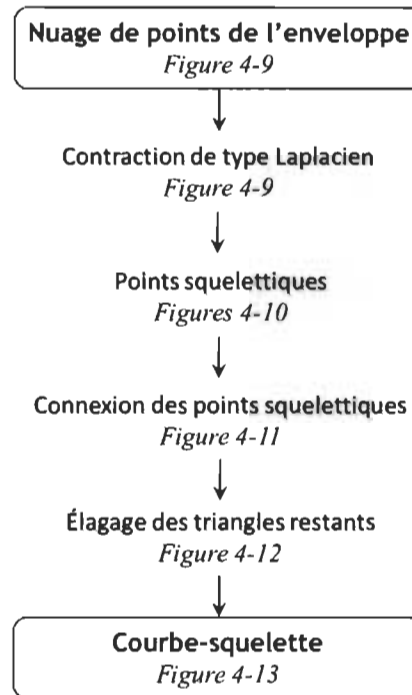 Nuage de points de l'enveloppe
Figure 4-9
Contraction de type Laplacien
Figure 4-9
Points squelettiques
Figures 4-10
Connexion des points squelettiques
Figure 4-11
Élagage des triangles restants
Figure 4-12
Courbe-squelette
Figure 4-13